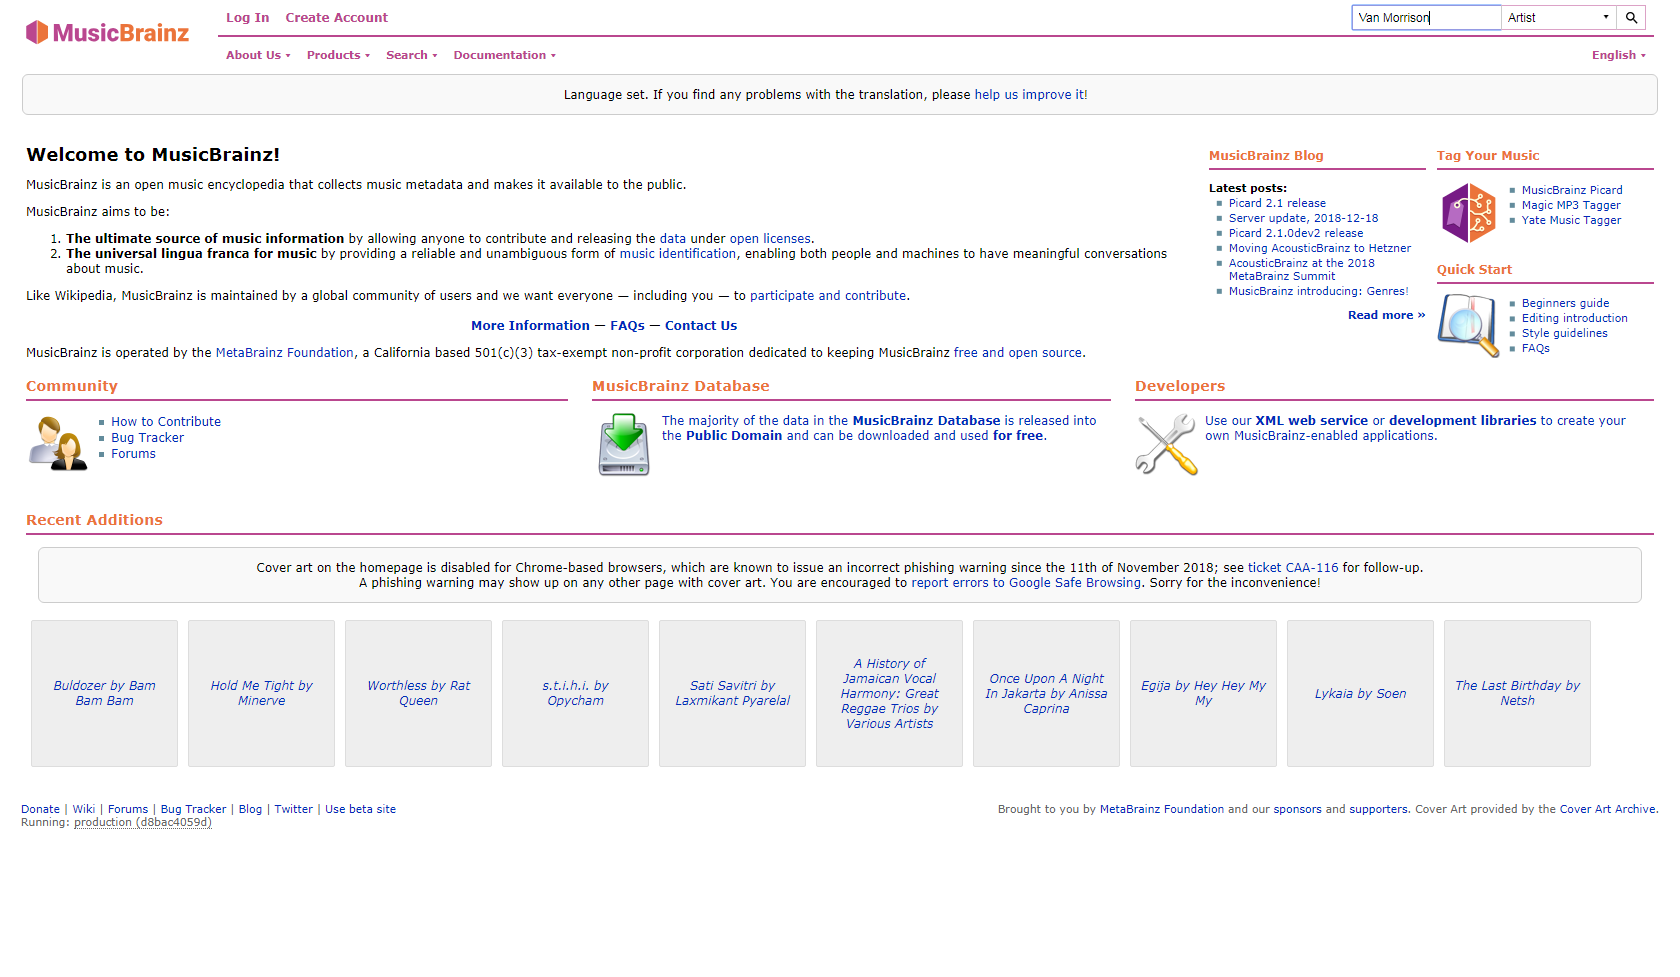 MusicBrainz
Log In Create Account
Van Morrison Artist
About Us Products Search Documentation English
Language set. If you find any problems with the translation, please help us improve it!
Welcome to MusicBrainz!
MusicBrainz is an open music encyclopedia that collects music metadata and makes it available to the public.
MusicBrainz aims to be:
1. The ultimate source of music information by allowing anyone to contribute and releasing the data under open licenses.
2. The universal lingua franca for music by providing a reliable and unambiguous form of music identification, enabling both people and machines to have meaningful conversations
about music.
Like Wikipedia, MusicBrainz is maintained by a global community of users and we want everyone — including you — to participate and contribute.
More Information — FAQs — Contact Us
MusicBrainz is operated by the MetaBrainz Foundation, a California based 501(c)(3) tax-exempt non-profit corporation dedicated to keeping MusicBrainz free and open source.
MusicBrainz Blog
Latest posts:
Picard 2.1 release
Server update, 2018-12-18
Picard 2.1.0dev2 release
Moving AcousticBrainz to Hetzner
AcousticBrainz at the 2018
MetaBrainz Summit
MusicBrainz introducing: Genres!
Read more »
Tag Your Music
MusicBrainz Picard
Magic MP3 Tagger
Yate Music Tagger
Quick Start
Beginners guide
Editing introduction
Style guidelines
FAQs
Community
How to Contribute
Bug Tracker
Forums
MusicBrainz Database
The majority of the data in the MusicBrainz Database is released into
the Public Domain and can be downloaded and used for free.
Developers
Use our XML web service or development libraries to create your
own MusicBrainz-enabled applications.
Recent Additions
Cover art on the homepage is disabled for Chrome-based browsers, which are known to issue an incorrect phishing warning since the 11th of November 2018; see ticket CAA-116 for follow-up.
A phishing warning may show up on any other page with cover art. You are encouraged to report errors to Google Safe Browsing. Sorry for the inconvenience!
Buldozer by Bam
Bam Bam
Hold Me Tight by
Minerve
Worthless by Rat
Queen
s.t.i.h.i. by
Opycham
Sati Savitri by
Laxmikant Pyarelal
A History of
Jamaican Vocal
Harmony: Great
Reggae Trios by
Various Artists
Once Upon A Night
In Jakarta by Anissa
Caprina
Egija by Hey Hey My
My
Lykaia by Soen
The Last Birthday by
Netsh
Donate | Wiki | Forums | Bug Tracker | Blog | Twitter | Use beta site
Running: production (d8bac4059d)
Brought to you by MetaBrainz Foundation and our sponsors and supporters. Cover Art provided by the Cover Art Archive.